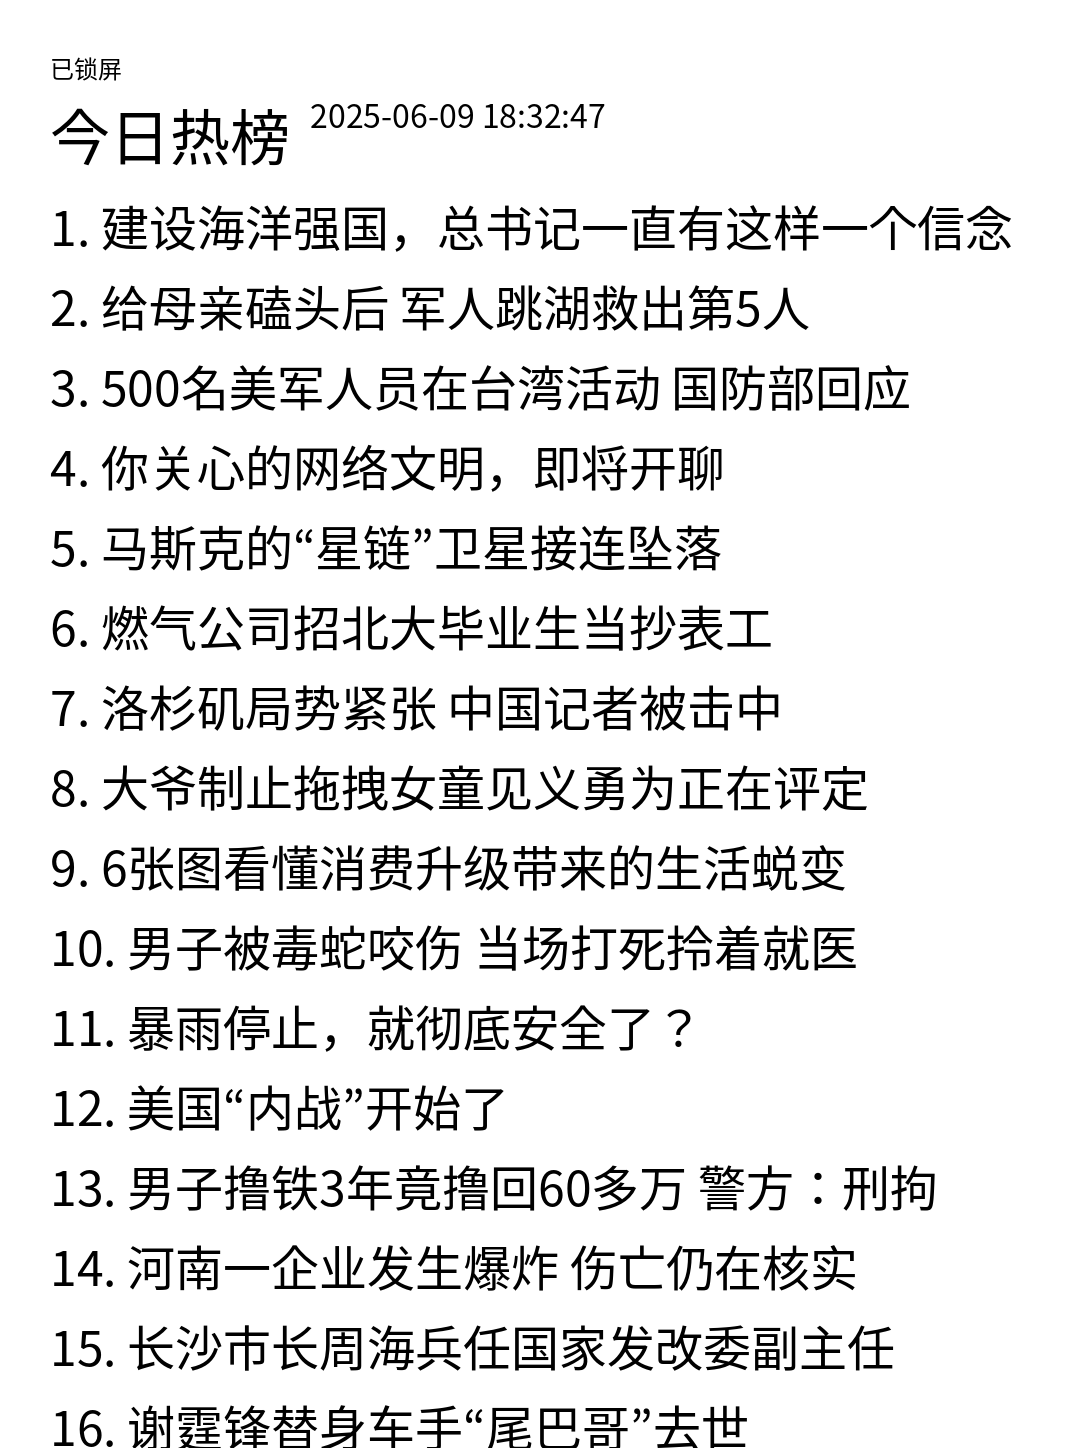 已锁屏
今日热榜 2025-06-09 18:32:47
1. 建设海洋强国，总书记一直有这样一个信念
2. 给母亲磕头后 军人跳湖救出第5人
3. 500名美军人员在台湾活动 国防部回应
4. 你关心的网络文明，即将开聊
5. 马斯克的“星链”卫星接连坠落
6. 燃气公司招北大毕业生当抄表工
7. 洛杉矶局势紧张 中国记者被击中
8. 大爷制止拖拽女童见义勇为正在评定
9. 6张图看懂消费升级带来的生活蜕变
10. 男子被毒蛇咬伤 当场打死拎着就医
11. 暴雨停止，就彻底安全了？
12. 美国“内战”开始了
13. 男子撸铁3年竟撸回60多万 警方：刑拘
14. 河南一企业发生爆炸 伤亡仍在核实
15. 长沙市长周海兵任国家发改委副主任
16. 谢霆锋替身车手“尾巴哥”去世